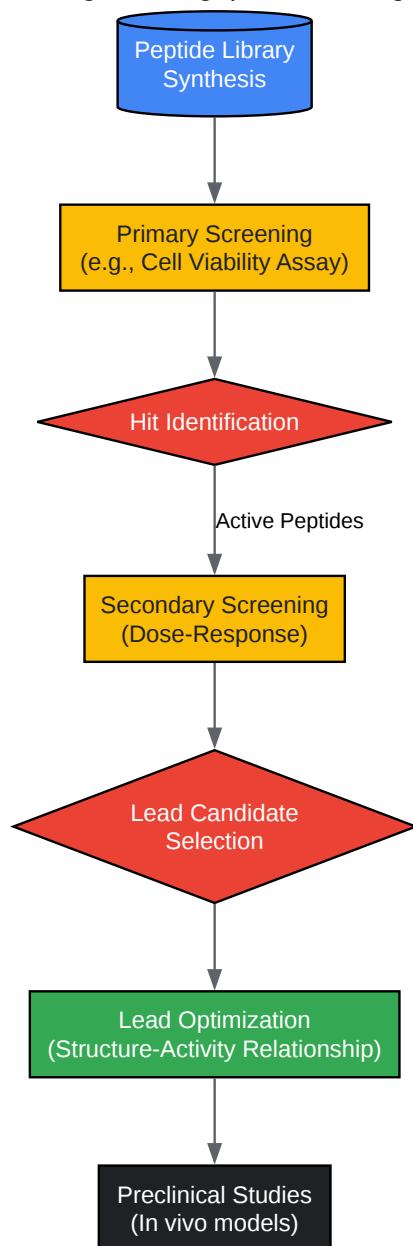 Peptide Library
Synthesis
Primary Screening
(e.g., Cell Viability Assay)
Hit Identification
Active Peptides
Secondary Screening
(Dose-Response)
Lead Candidate
Selection
Lead Optimization
(Structure-Activity Relationship)
Preclinical Studies
(In vivo models)